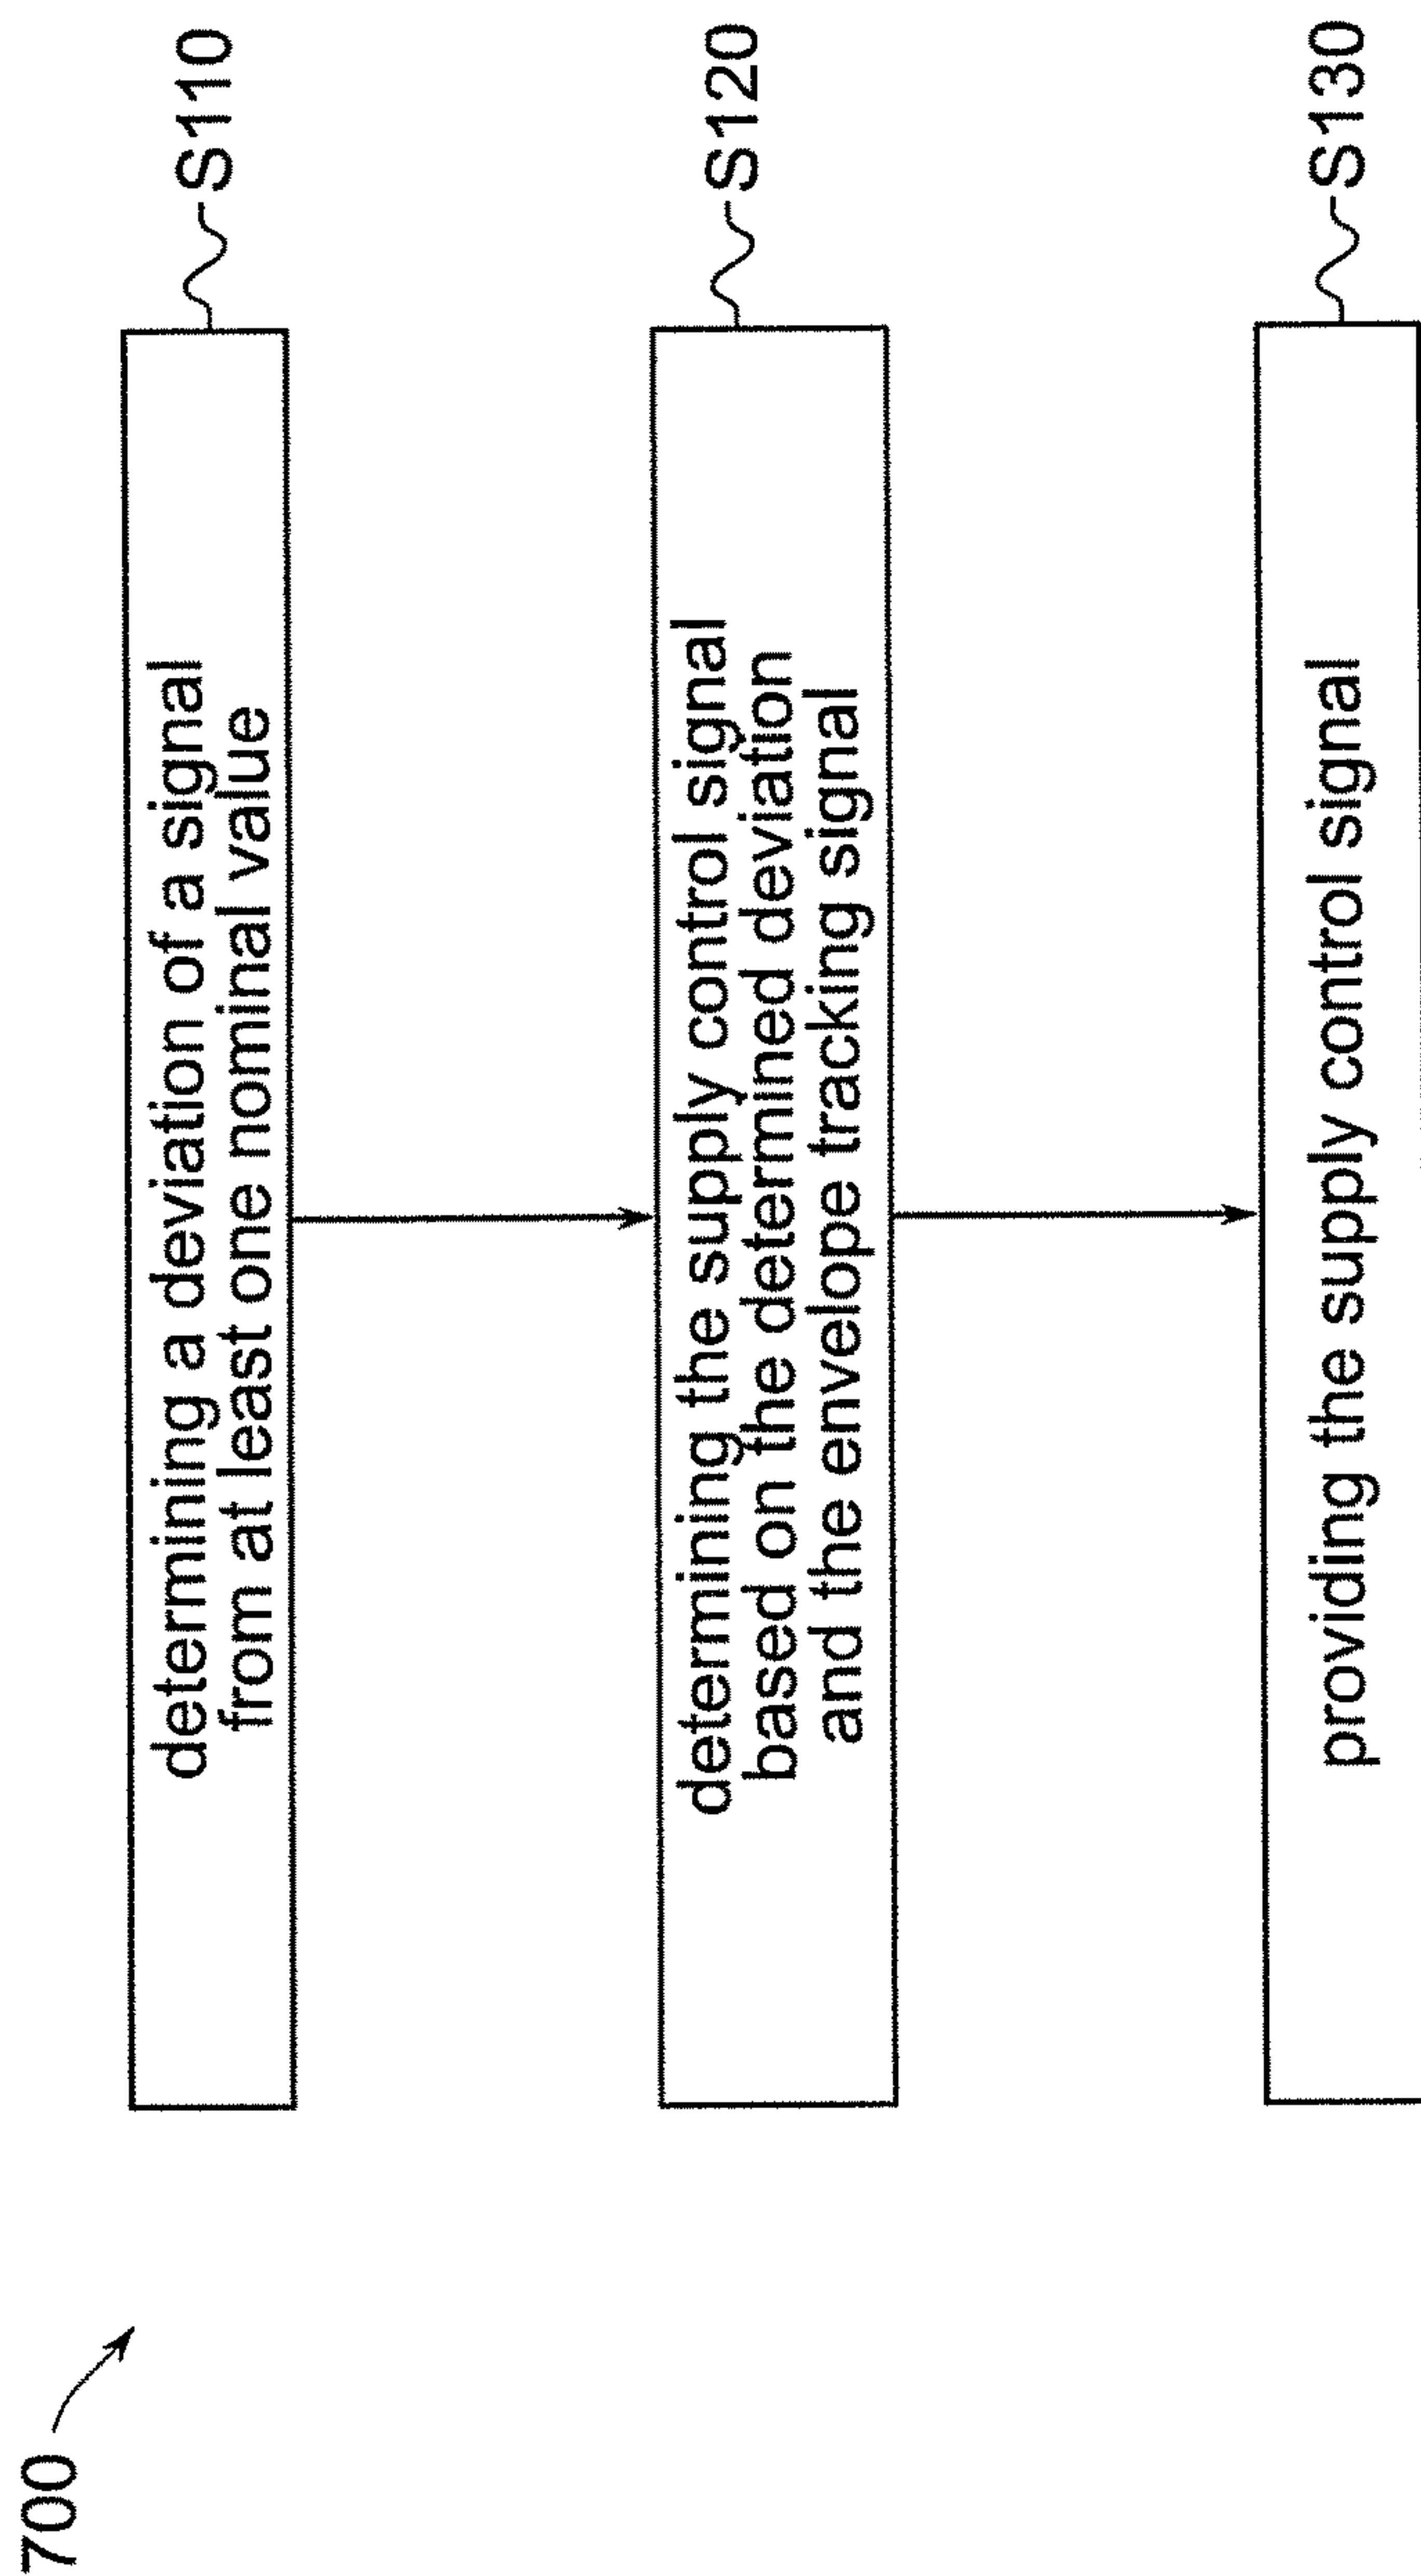 700
determining a deviation of a signal
from at least one nominal value
S110
determining the supply control signal
based on the determined deviation
and the envelope tracking signal
S120
providing the supply control signal
S130